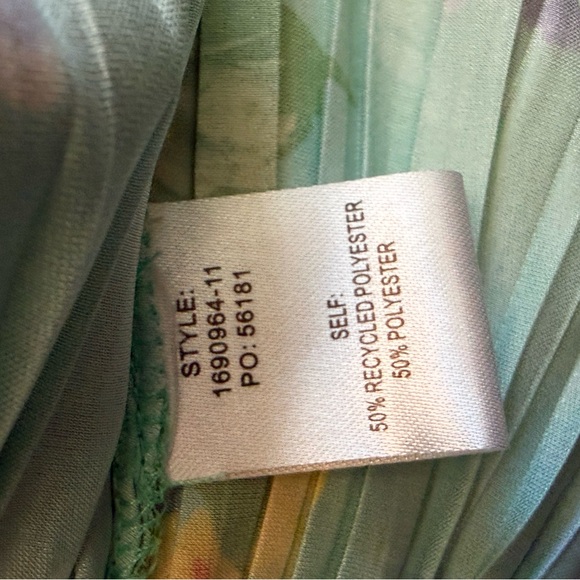 STYLE:
1690964-11
PO: 56181
SELF:
50% RECYCLED POLYESTER
50% POLYESTER